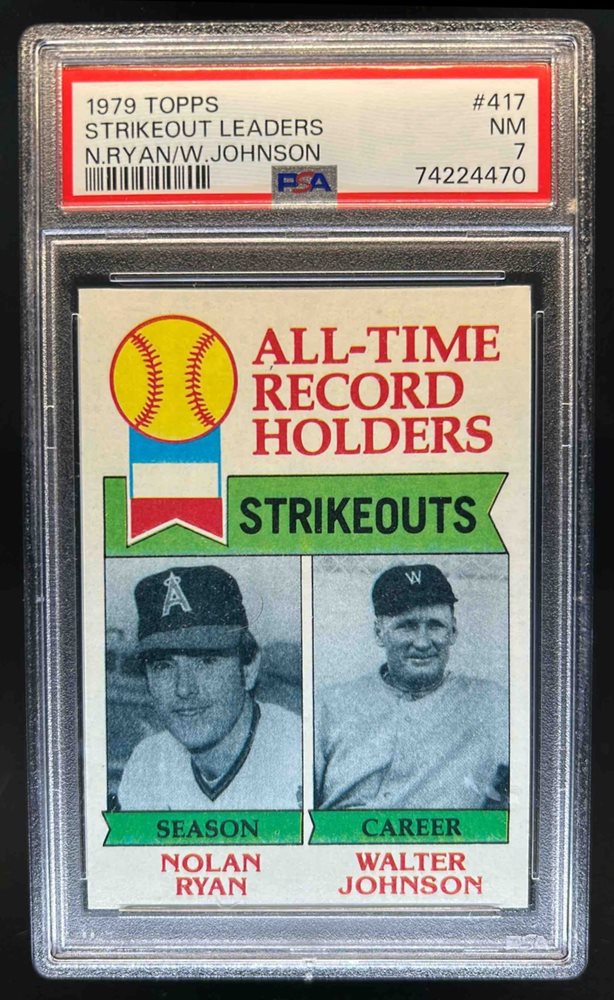 1979 TOPPS #417
STRIKEOUT LEADERS NM
N.RYAN/W.JOHNSON 7
PSA 74224470
ALL-TIME
RECORD
HOLDERS
STRIKEOUTS
A
W
SEASON CAREER
NOLAN WALTER
RYAN JOHNSON
PSA